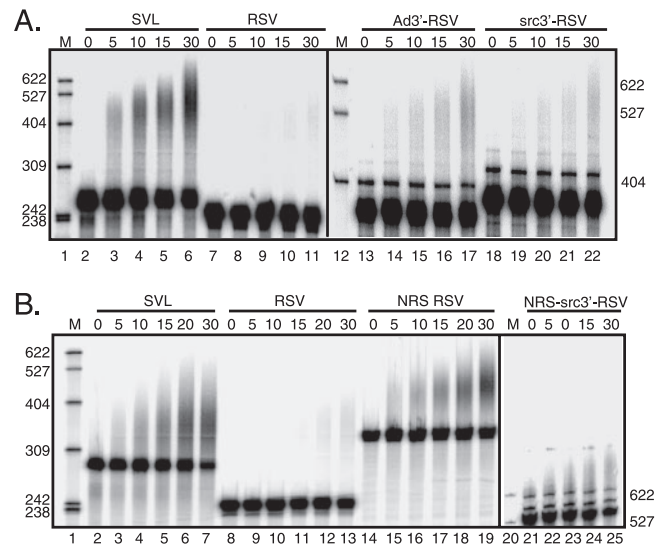 A.
SVL RSV Ad3'-RSV src3'-RSV
M 0 5 10 15 30 0 5 10 15 30 M 0 5 10 15 30 0 5 10 15 30
622
527
404
309
242
238
622
527
404
1 2 3 4 5 6 7 8 9 10 11 12 13 14 15 16 17 18 19 20 21 22
B.
SVL RSV NRS RSV NRS-src3'-RSV
M 0 5 10 15 20 30 0 5 10 15 20 30 0 5 10 15 20 30 M 0 5 0 15 30
622
527
404
309
242
238
622
527
1 2 3 4 5 6 7 8 9 10 11 12 13 14 15 16 17 18 19 20 21 22 23 24 25